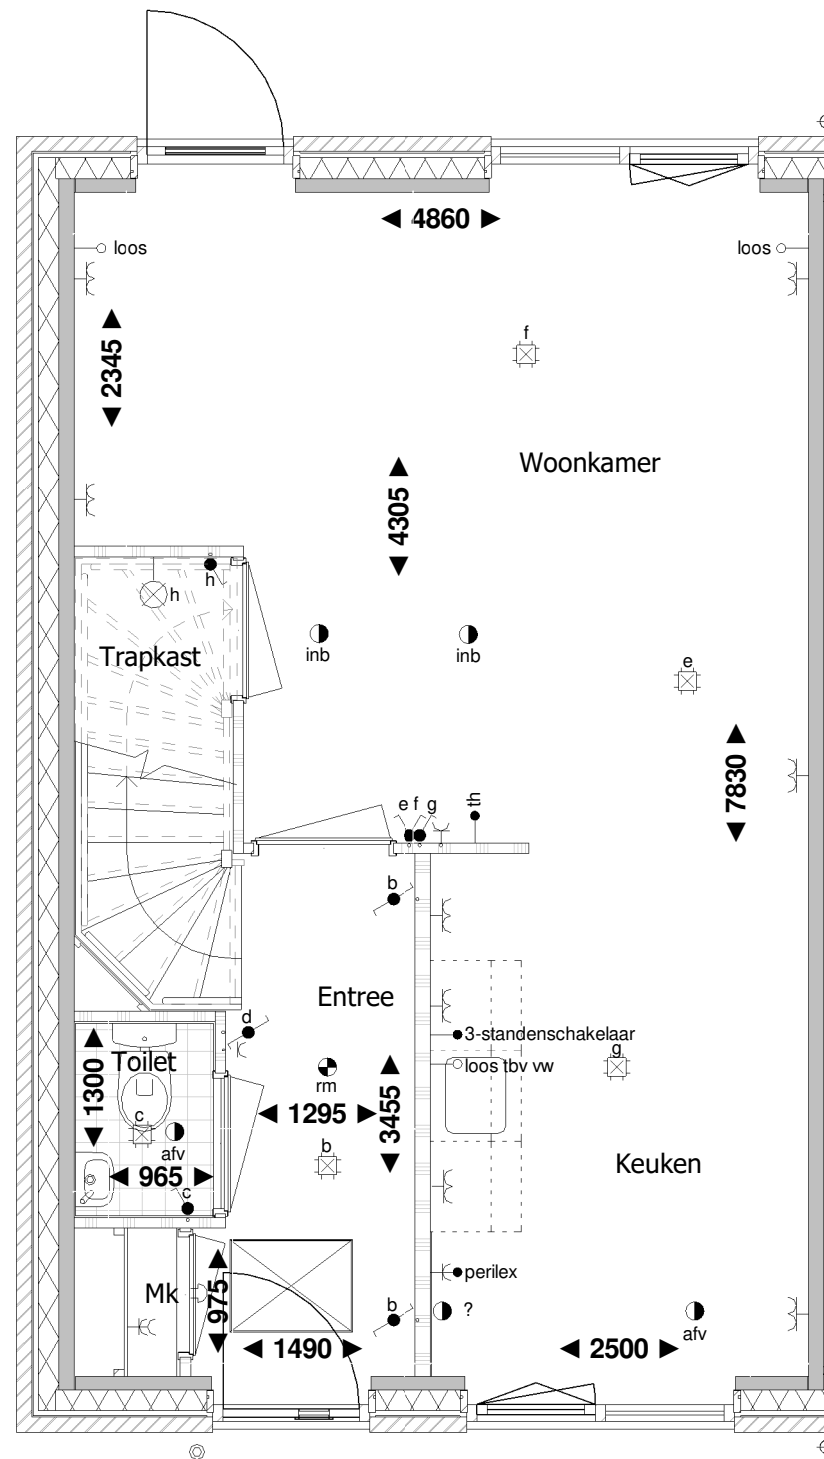 4860
loos
loos
2345
f
Woonkamer
4305
h
h
Trapkast
inb
inb
e
7830
e f g
th
b
Entree
d
3-standenschakelaar
Toilet
g
loos tbv vw
1300
rm
3455
1295
c
afv
b
Keuken
965
c
perilex
Mk
975
b
?
afv
1490
2500